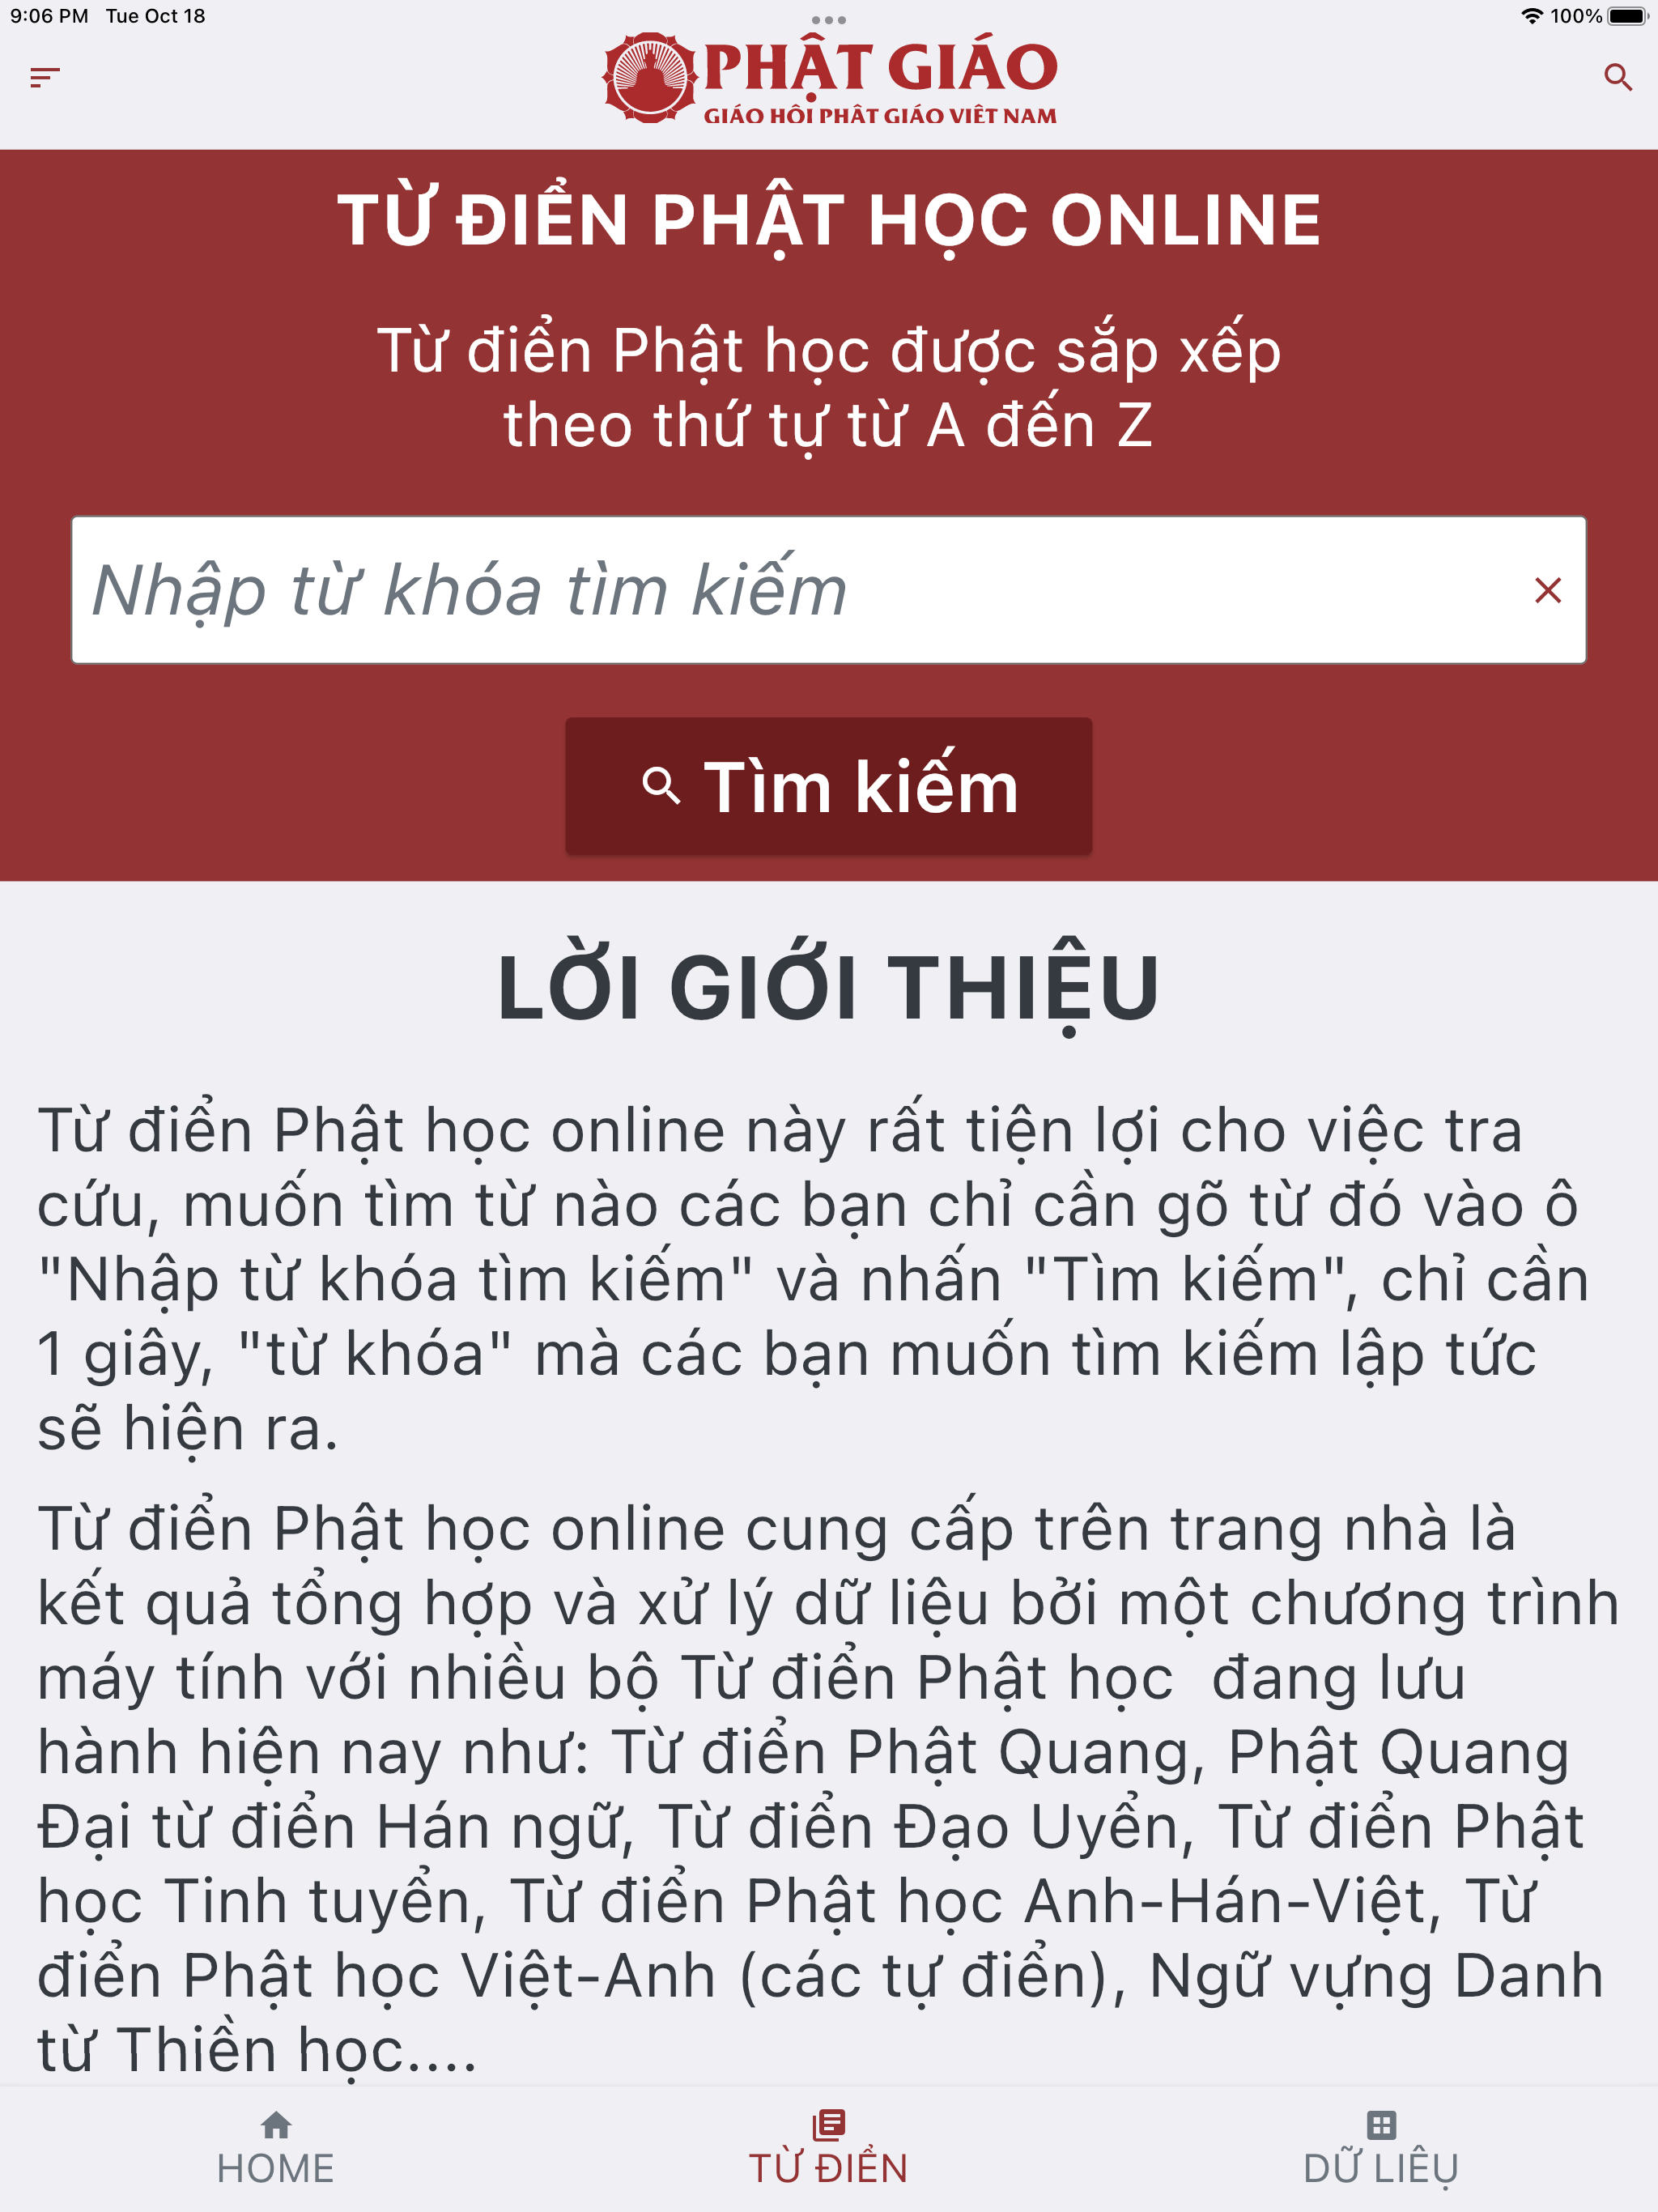 9:06 PM Tue Oct 18
100%
PHẬT GIÁO
GIÁO HỘI PHẬT GIÁO VIỆT NAM
TỪ ĐIỂN PHẬT HỌC ONLINE
Từ điển Phật học được sắp xếp
theo thứ tự từ A đến Z
Nhập từ khóa tìm kiếm
Tìm kiếm
LỜI GIỚI THIỆU
Từ điển Phật học online này rất tiện lợi cho việc tra
cứu, muốn tìm từ nào các bạn chỉ cần gõ từ đó vào ô
"Nhập từ khóa tìm kiếm" và nhấn "Tìm kiếm", chỉ cần
1 giây, "từ khóa" mà các bạn muốn tìm kiếm lập tức
sẽ hiện ra.
Từ điển Phật học online cung cấp trên trang nhà là
kết quả tổng hợp và xử lý dữ liệu bởi một chương trình
máy tính với nhiều bộ Từ điển Phật học  đang lưu
hành hiện nay như: Từ điển Phật Quang, Phật Quang
Đại từ điển Hán ngữ, Từ điển Đạo Uyển, Từ điển Phật
học Tinh tuyển, Từ điển Phật học Anh-Hán-Việt, Từ
điển Phật học Việt-Anh (các tự điển), Ngữ vựng Danh
từ Thiền học....
HOME
TỪ ĐIỂN
DỮ LIỆU